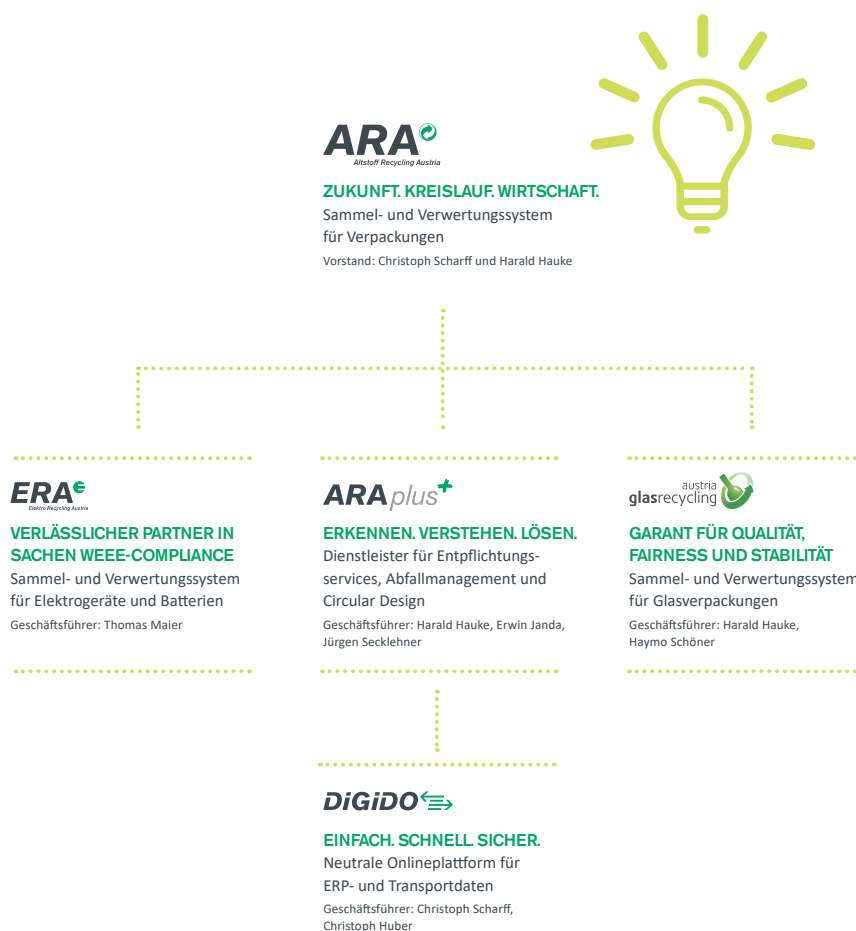 ARA
Altstoff Recycling Austria
ZUKUNFT. KREISLAUF. WIRTSCHAFT.
Sammel- und Verwertungssystem
für Verpackungen
Vorstand: Christoph Scharff und Harald Hauke
ERA
Elektro Recycling Austria
VERLÄSSLICHER PARTNER IN
SACHEN WEEE-COMPLIANCE
Sammel- und Verwertungssystem
für Elektrogeräte und Batterien
Geschäftsführer: Thomas Maier
ARA plus
ERKENNEN. VERSTEHEN. LÖSEN.
Dienstleister für Entpflichtungs-
services, Abfallmanagement und
Circular Design
Geschäftsführer: Harald Hauke, Erwin Janda,
Jürgen Secklehner
austria
glasrecycling
GARANT FÜR QUALITÄT,
FAIRNESS UND STABILITÄT
Sammel- und Verwertungssystem
für Glasverpackungen
Geschäftsführer: Harald Hauke,
Haymo Schöner
DiGiDO
EINFACH. SCHNELL. SICHER.
Neutrale Onlineplattform für
ERP- und Transportdaten
Geschäftsführer: Christoph Scharff,
Christoph Huber